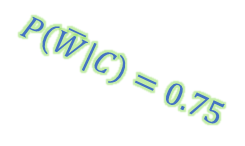 P(W̅|C) = 0.75